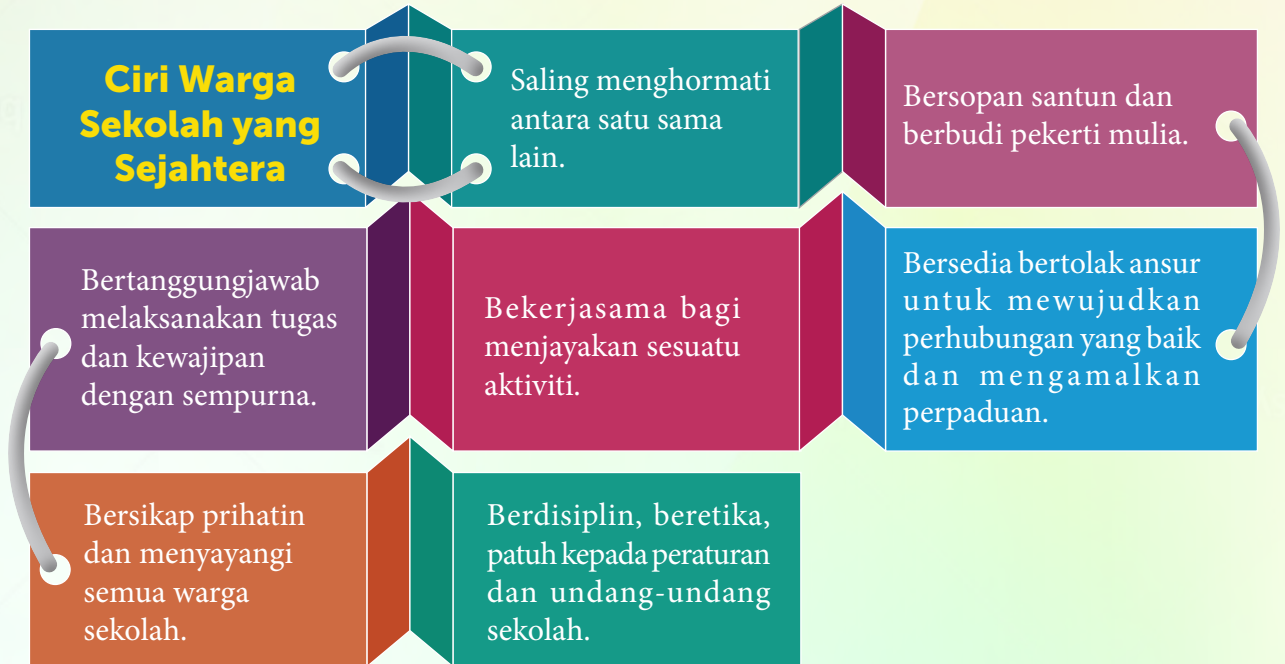 Ciri Warga
Sekolah yang
Sejahtera
Saling menghormati
antara satu sama
lain.
Bersopan santun dan
berbudi pekerti mulia.
Bersedia bertolak ansur
untuk mewujudkan
perhubungan yang baik
dan mengamalkan
perpaduan.
Bekerjasama bagi
menjayakan sesuatu
aktiviti.
Bertanggungjawab
melaksanakan tugas
dan kewajipan
dengan sempurna.
Bersikap prihatin
dan menyayangi
semua warga
sekolah.
Berdisiplin, beretika,
patuh kepada peraturan
dan undang-undang
sekolah.